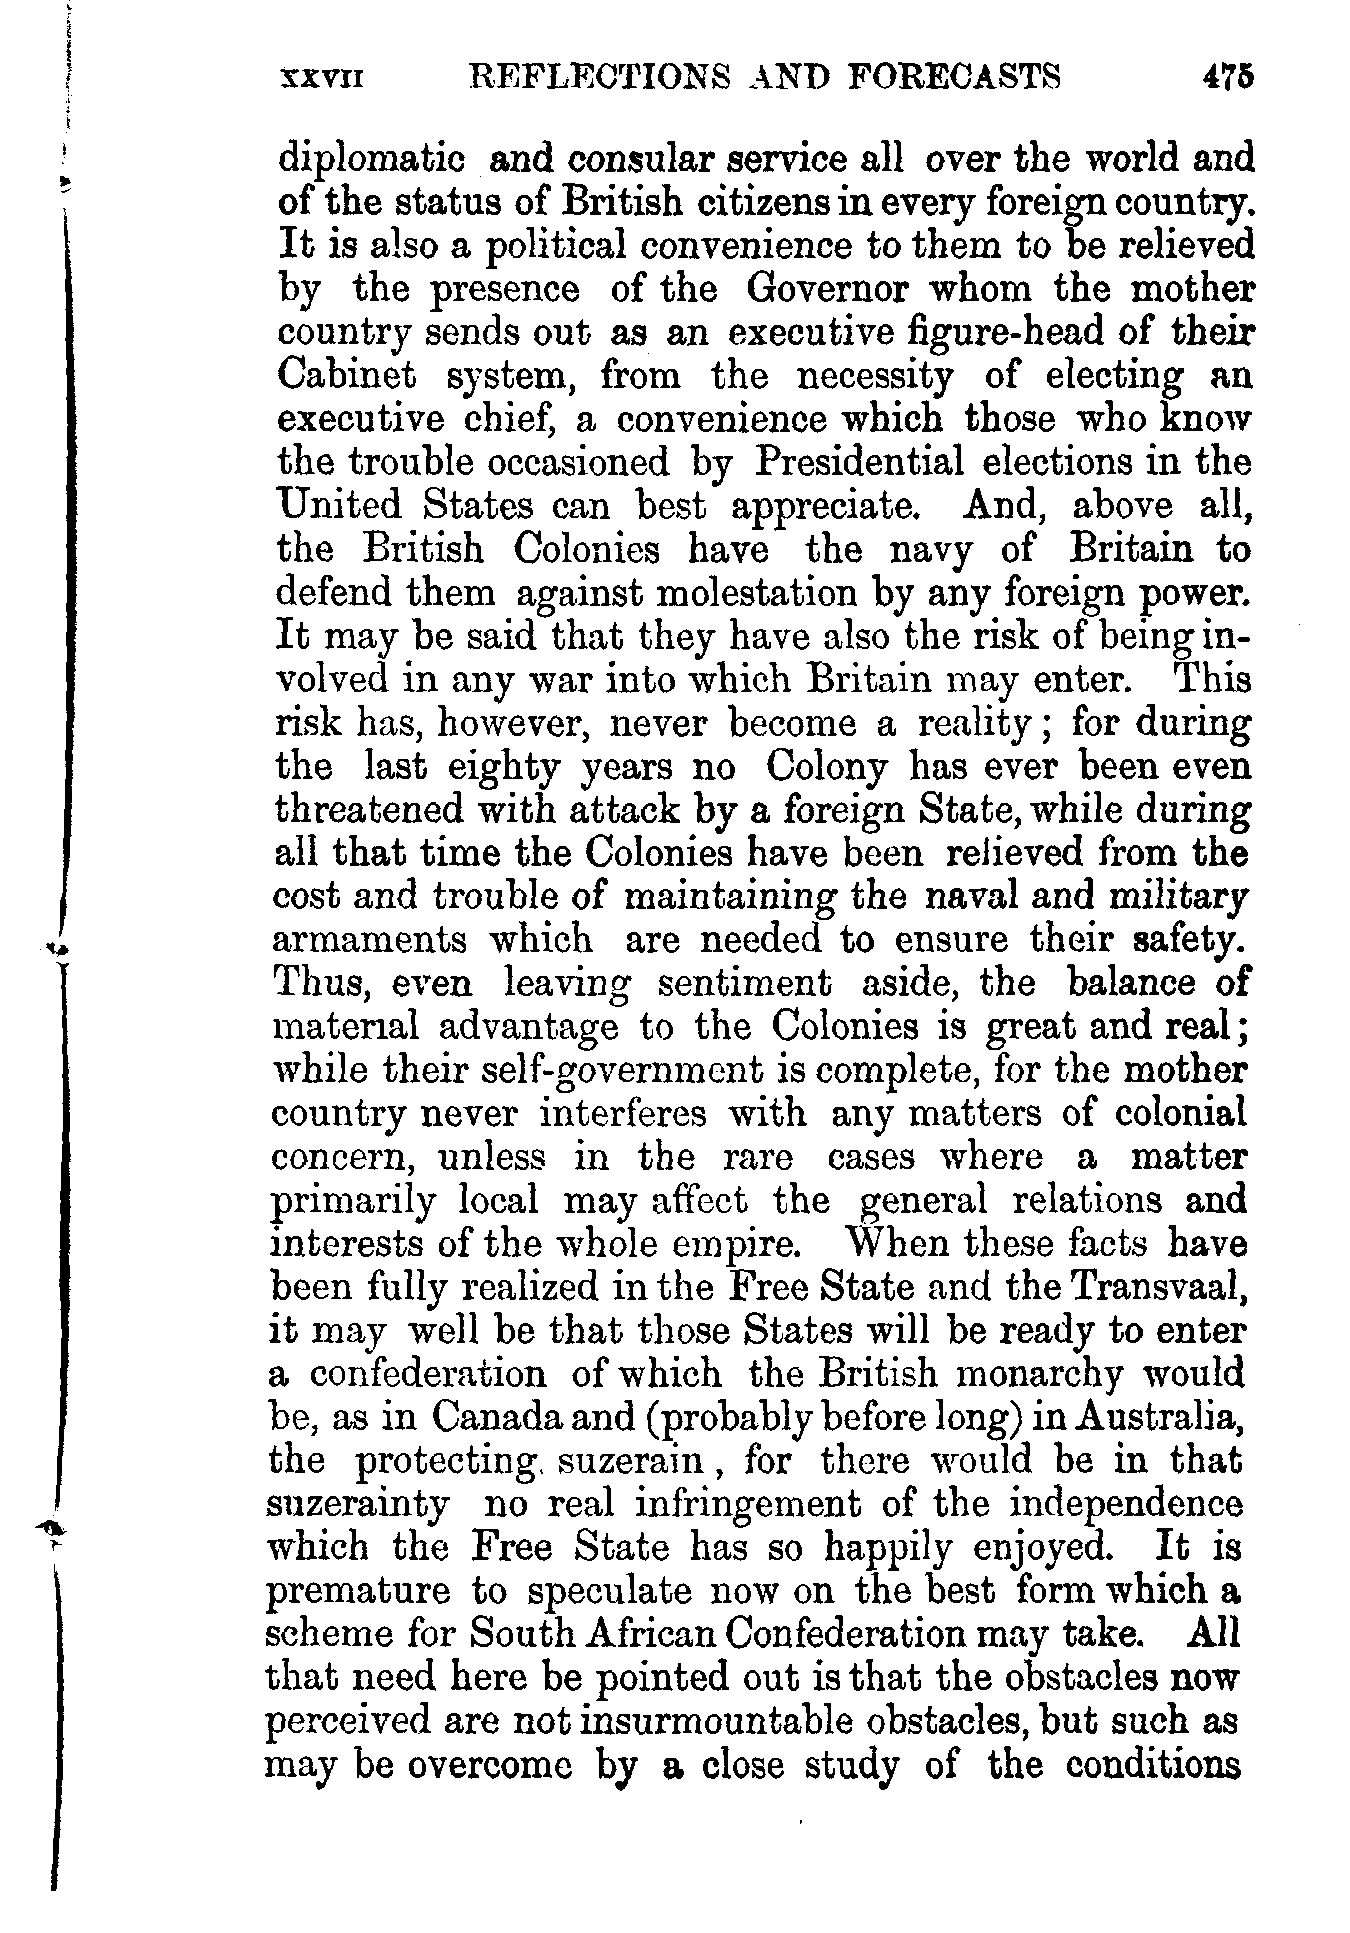 XXVII REFLECTIONS AND FORECASTS 475
diplomatic and consular service all over the world and
of the status of British citizens in every foreign country.
It is also a political convenience to them to be relieved
by the presence of the Governor whom the mother
country sends out as an executive figure-head of their
Cabinet system, from the necessity of electing an
executive chief, a convenience which those who know
the trouble occasioned by Presidential elections in the
United States can best appreciate. And, above all,
the British Colonies have the navy of Britain to
defend them against molestation by any foreign power.
It may be said that they have also the risk of being in-
volved in any war into which Britain may enter. This
risk has, however, never become a reality; for during
the last eighty years no Colony has ever been even
threatened with attack by a foreign State, while during
all that time the Colonies have been relieved from the
cost and trouble of maintaining the naval and military
armaments which are needed to ensure their safety.
Thus, even leaving sentiment aside, the balance of
material advantage to the Colonies is great and real;
while their self-government is complete, for the mother
country never interferes with any matters of colonial
concern, unless in the rare cases where a matter
primarily local may affect the general relations and
interests of the whole empire. When these facts have
been fully realized in the Free State and the Transvaal,
it may well be that those States will be ready to enter
a confederation of which the British monarchy would
be, as in Canada and (probably before long) in Australia,
the protecting suzerain, for there would be in that
suzerainty no real infringement of the independence
which the Free State has so happily enjoyed. It is
premature to speculate now on the best form which a
scheme for South African Confederation may take. All
that need here be pointed out is that the obstacles now
perceived are not insurmountable obstacles, but such as
may be overcome by a close study of the conditions